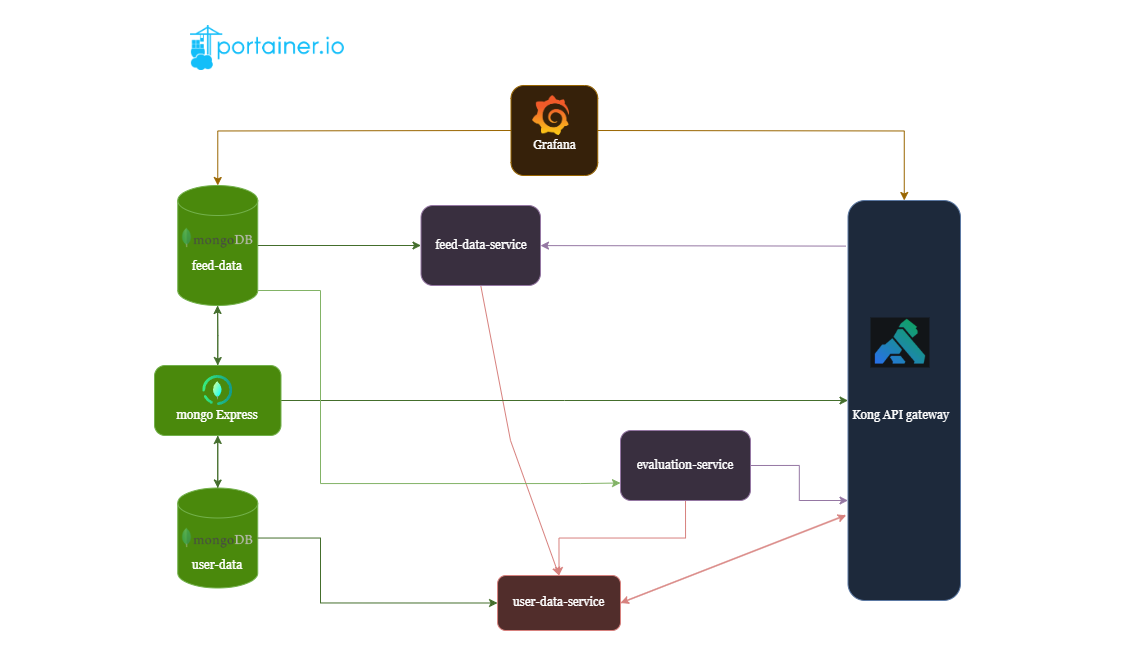 portainer.io
Grafana
mongoDB
feed-data
feed-data-service
mongo Express
Kong API gateway
evaluation-service
mongoDB
user-data
user-data-service